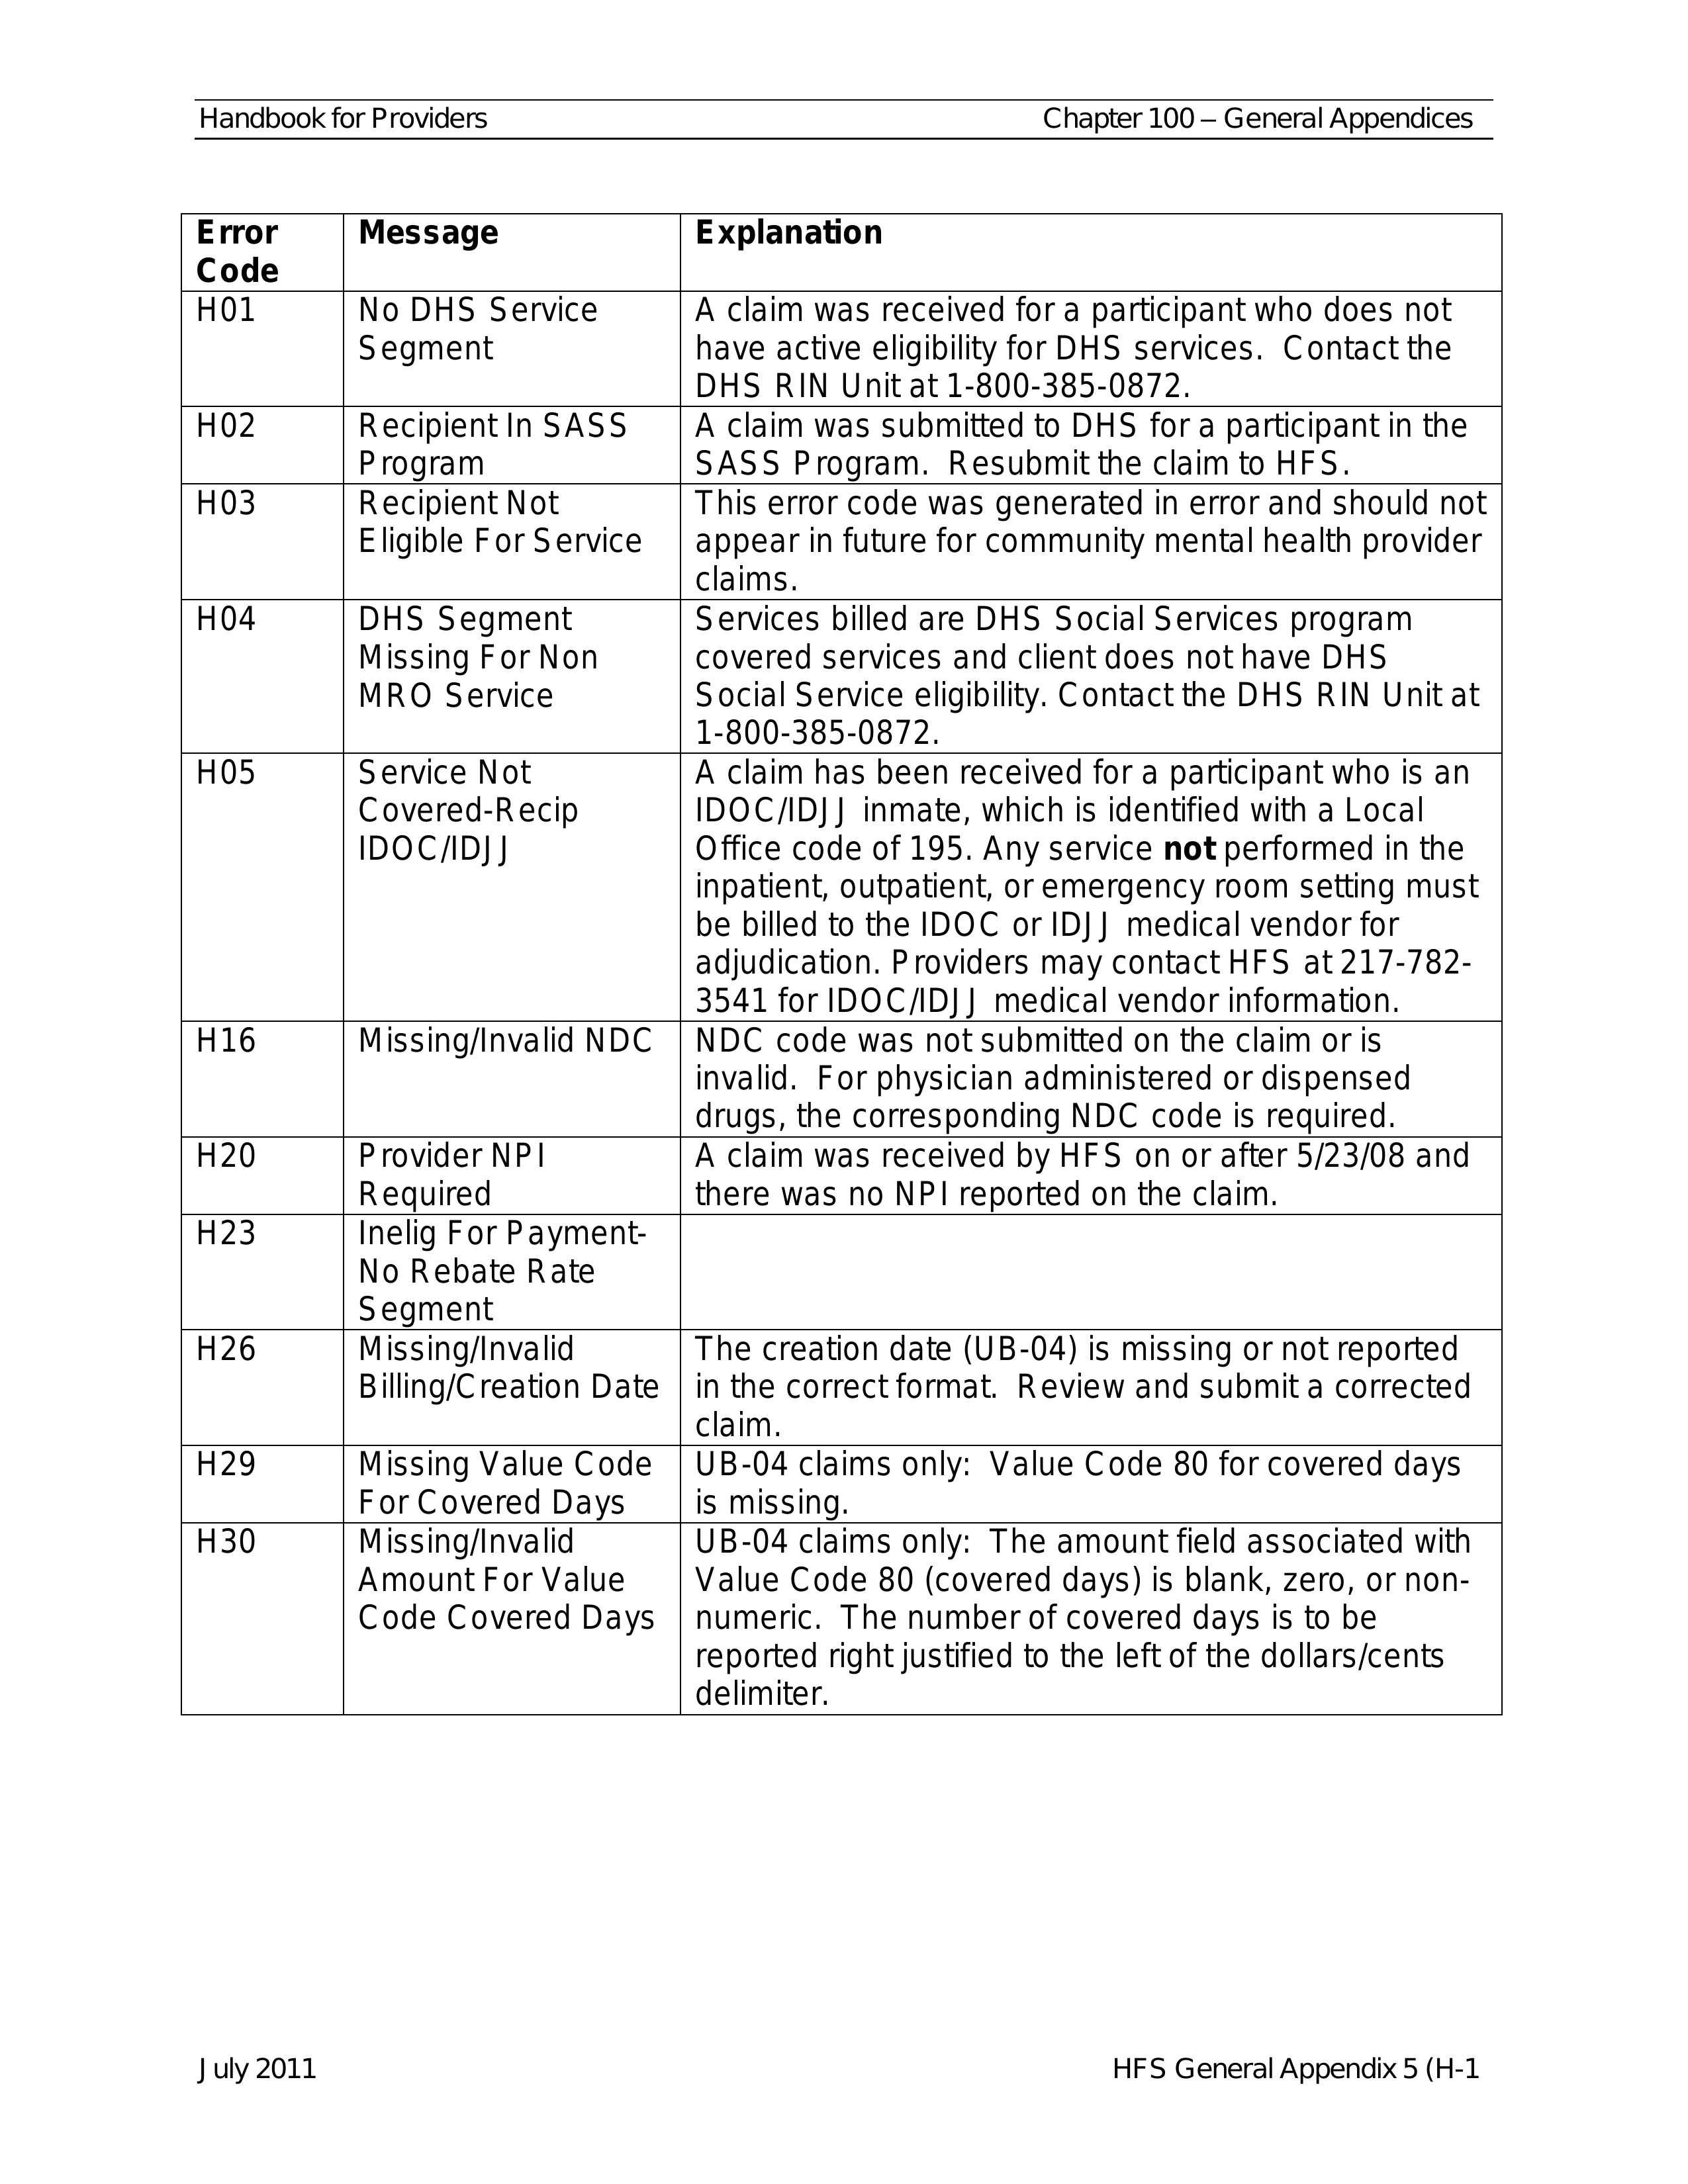 Handbook for Providers Chapter 100 – General Appendices
Error Code Message Explanation
H01 No DHS Service Segment A claim was received for a participant who does not
have active eligibility for DHS services.  Contact the
DHS RIN Unit at 1-800-385-0872.
H02 Recipient In SASS Program A claim was submitted to DHS for a participant in the
SASS Program.  Resubmit the claim to HFS.
H03 Recipient Not Eligible For Service This error code was generated in error and should not
appear in future for community mental health provider
claims.
H04 DHS Segment Missing For Non MRO Service Services billed are DHS Social Services program
covered services and client does not have DHS
Social Service eligibility. Contact the DHS RIN Unit at
1-800-385-0872.
H05 Service Not Covered-Recip IDOC/IDJJ A claim has been received for a participant who is an
IDOC/IDJJ inmate, which is identified with a Local
Office code of 195. Any service not performed in the
inpatient, outpatient, or emergency room setting must
be billed to the IDOC or IDJJ medical vendor for
adjudication. Providers may contact HFS at 217-782-
3541 for IDOC/IDJJ medical vendor information.
H16 Missing/Invalid NDC NDC code was not submitted on the claim or is
invalid.  For physician administered or dispensed
drugs, the corresponding NDC code is required.
H20 Provider NPI Required A claim was received by HFS on or after 5/23/08 and
there was no NPI reported on the claim.
H23 Inelig For Payment-
No Rebate Rate
Segment
H26 Missing/Invalid Billing/Creation Date The creation date (UB-04) is missing or not reported
in the correct format.  Review and submit a corrected
claim.
H29 Missing Value Code For Covered Days UB-04 claims only:  Value Code 80 for covered days
is missing.
H30 Missing/Invalid Amount For Value Code Covered Days UB-04 claims only:  The amount field associated with
Value Code 80 (covered days) is blank, zero, or non-
numeric.  The number of covered days is to be
reported right justified to the left of the dollars/cents
delimiter.
July 2011 HFS General Appendix 5 (H-1